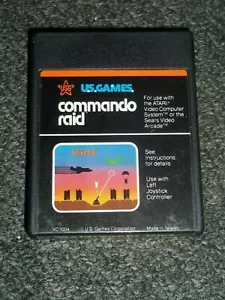 U.S.GAMES
commando
raid
For use with
the ATARI®
Video Computer
System™ or the
Sears Video
Arcade™
See
Instructions
for details
Use with
Left
Joystick
Controller
VC1004
U.S. Games Corporation
Made in Taiwan